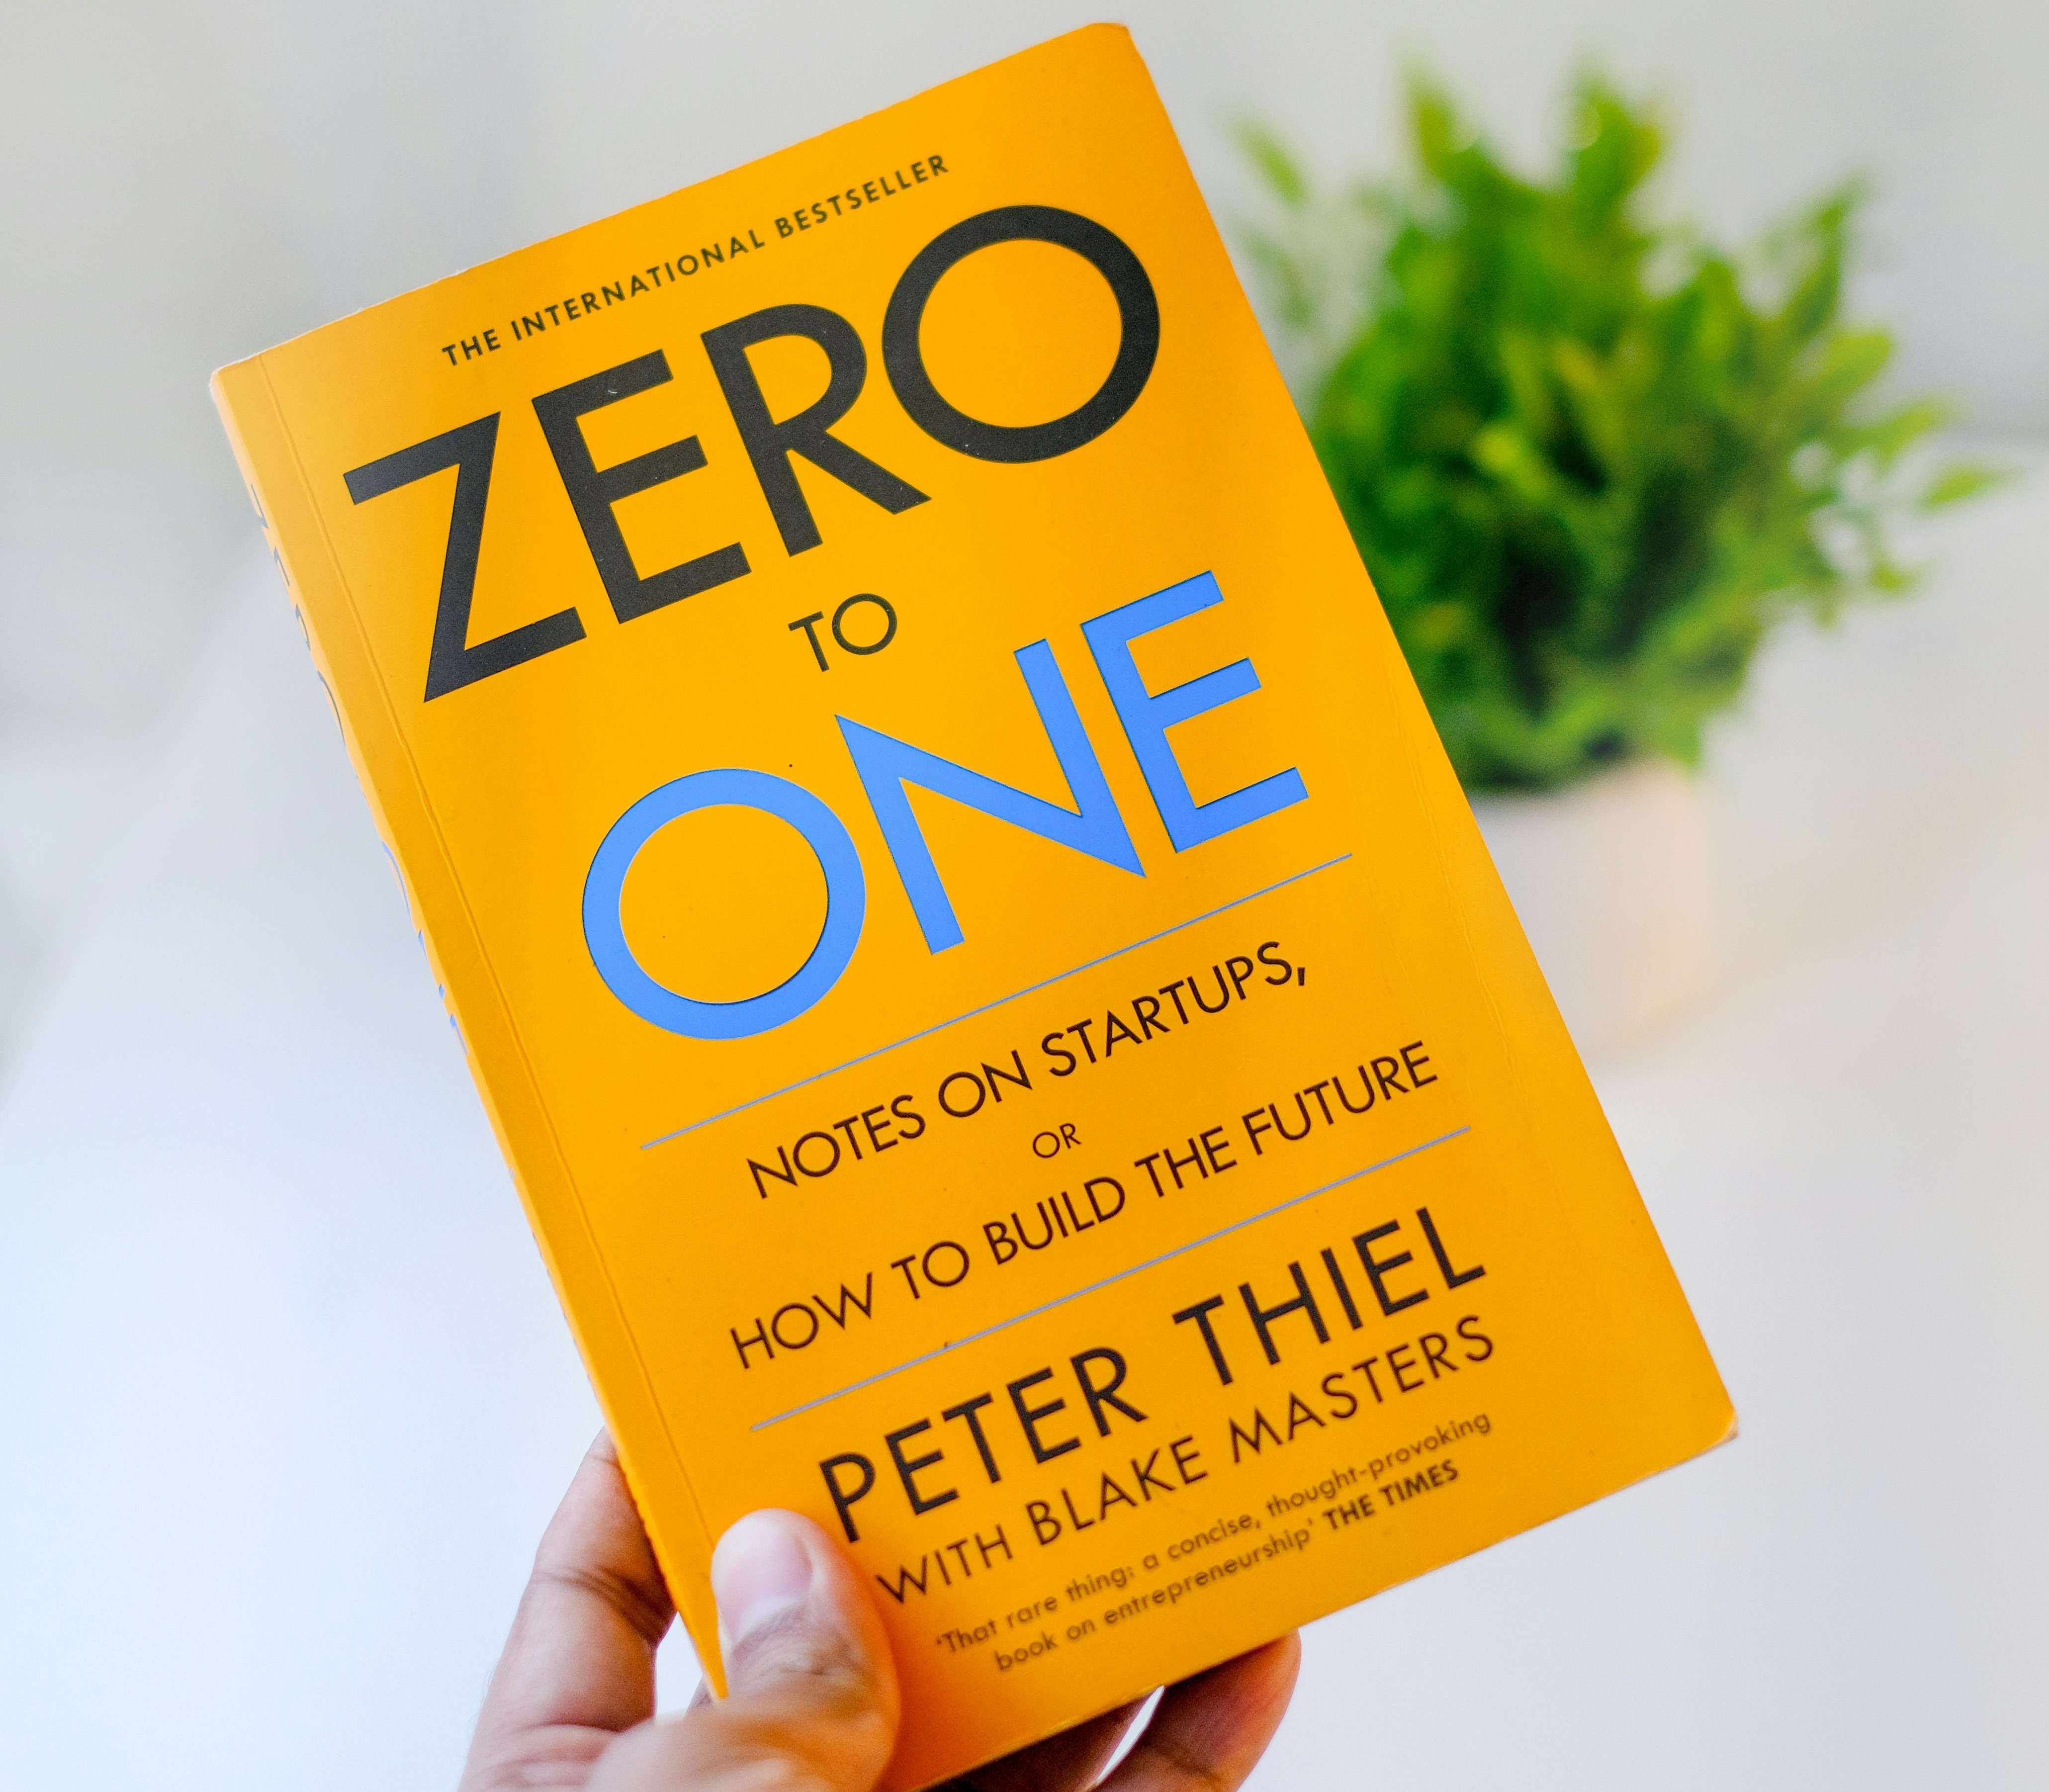 THE INTERNATIONAL BESTSELLER
ZERO
TO
ONE
NOTES ON STARTUPS,
OR
HOW TO BUILD THE FUTURE
PETER THIEL
WITH BLAKE MASTERS
'That rare thing: a concise, thought-provoking
book on entrepreneurship' THE TIMES